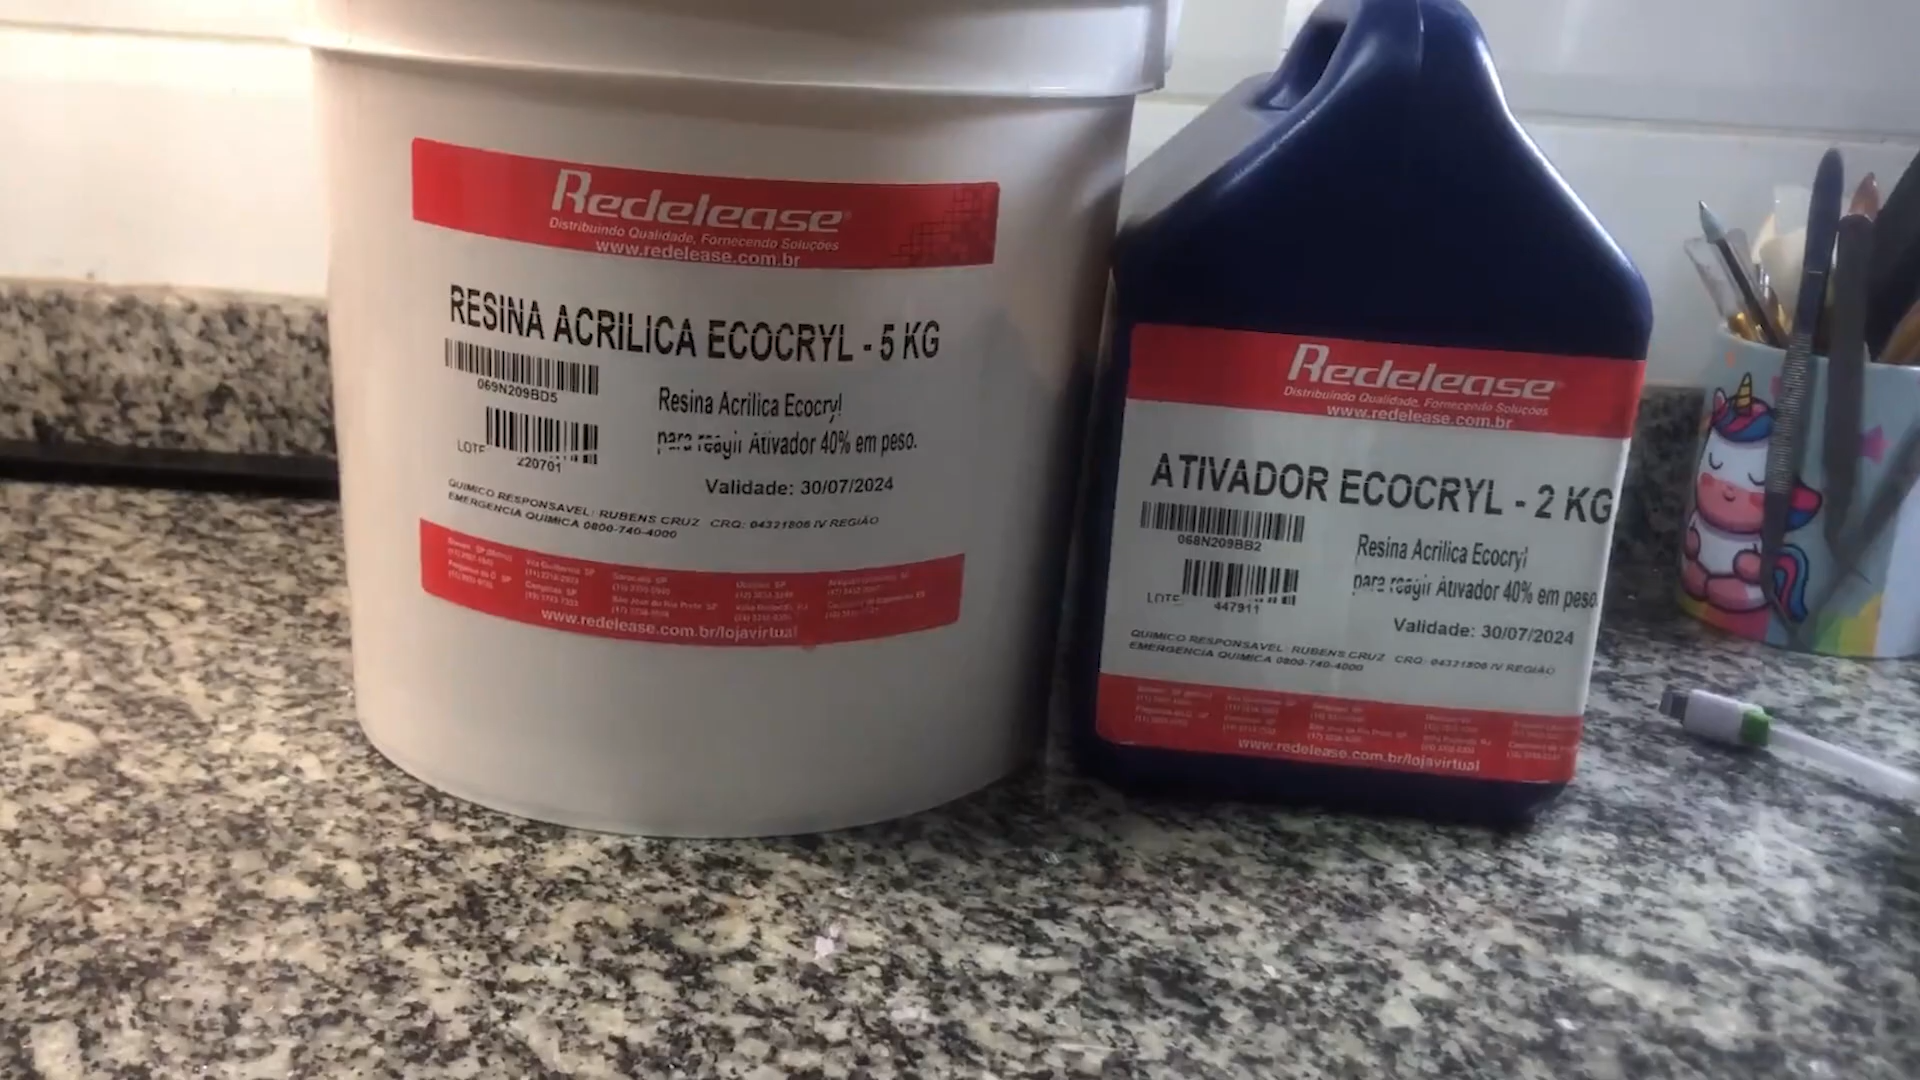 Redelease
Distribuindo Qualidade, Fornecendo Soluções
www.redelease.com.br
RESINA ACRILICA ECOCRYL - 5 KG
069N209BD5
Resina Acrilica Ecocryl
para reagir Ativador 40% em peso.
LOTE
220701
Validade: 30/07/2024
QUIMICO RESPONSAVEL: RUBENS CRUZ CRQ: 04321806 IV REGIÃO
EMERGENCIA QUIMICA 0800-740-4000
www.redelease.com.br/lojavirtual
Redelease
Distribuindo Qualidade, Fornecendo Soluções
www.redelease.com.br
ATIVADOR ECOCRYL - 2 KG
068N209BB2
Resina Acrilica Ecocryl
para reagir Ativador 40% em peso.
LOTE
447911
Validade: 30/07/2024
QUIMICO RESPONSAVEL: RUBENS CRUZ CRQ: 04321806 IV REGIÃO
EMERGENCIA QUIMICA 0800-740-4000
www.redelease.com.br/lojavirtual